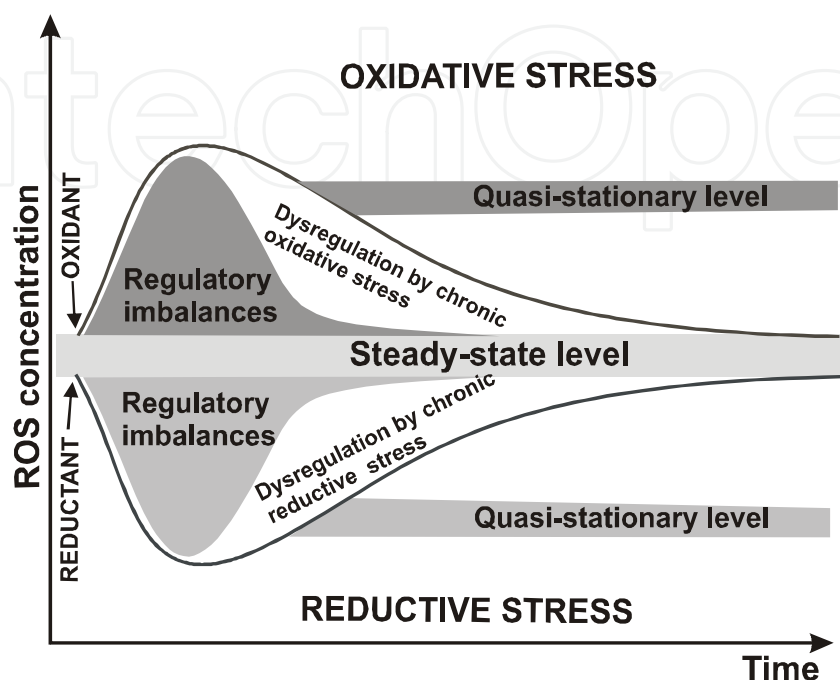 OXIDATIVE STRESS
Quasi-stationary level
OXIDANT
Dysregulation by chronic
oxidative stress
Regulatory
imbalances
Steady-state level
ROS concentration
Regulatory
imbalances
Dysregulation by chronic
reductive stress
REDUCTANT
Quasi-stationary level
REDUCTIVE STRESS
Time
ntechOpe